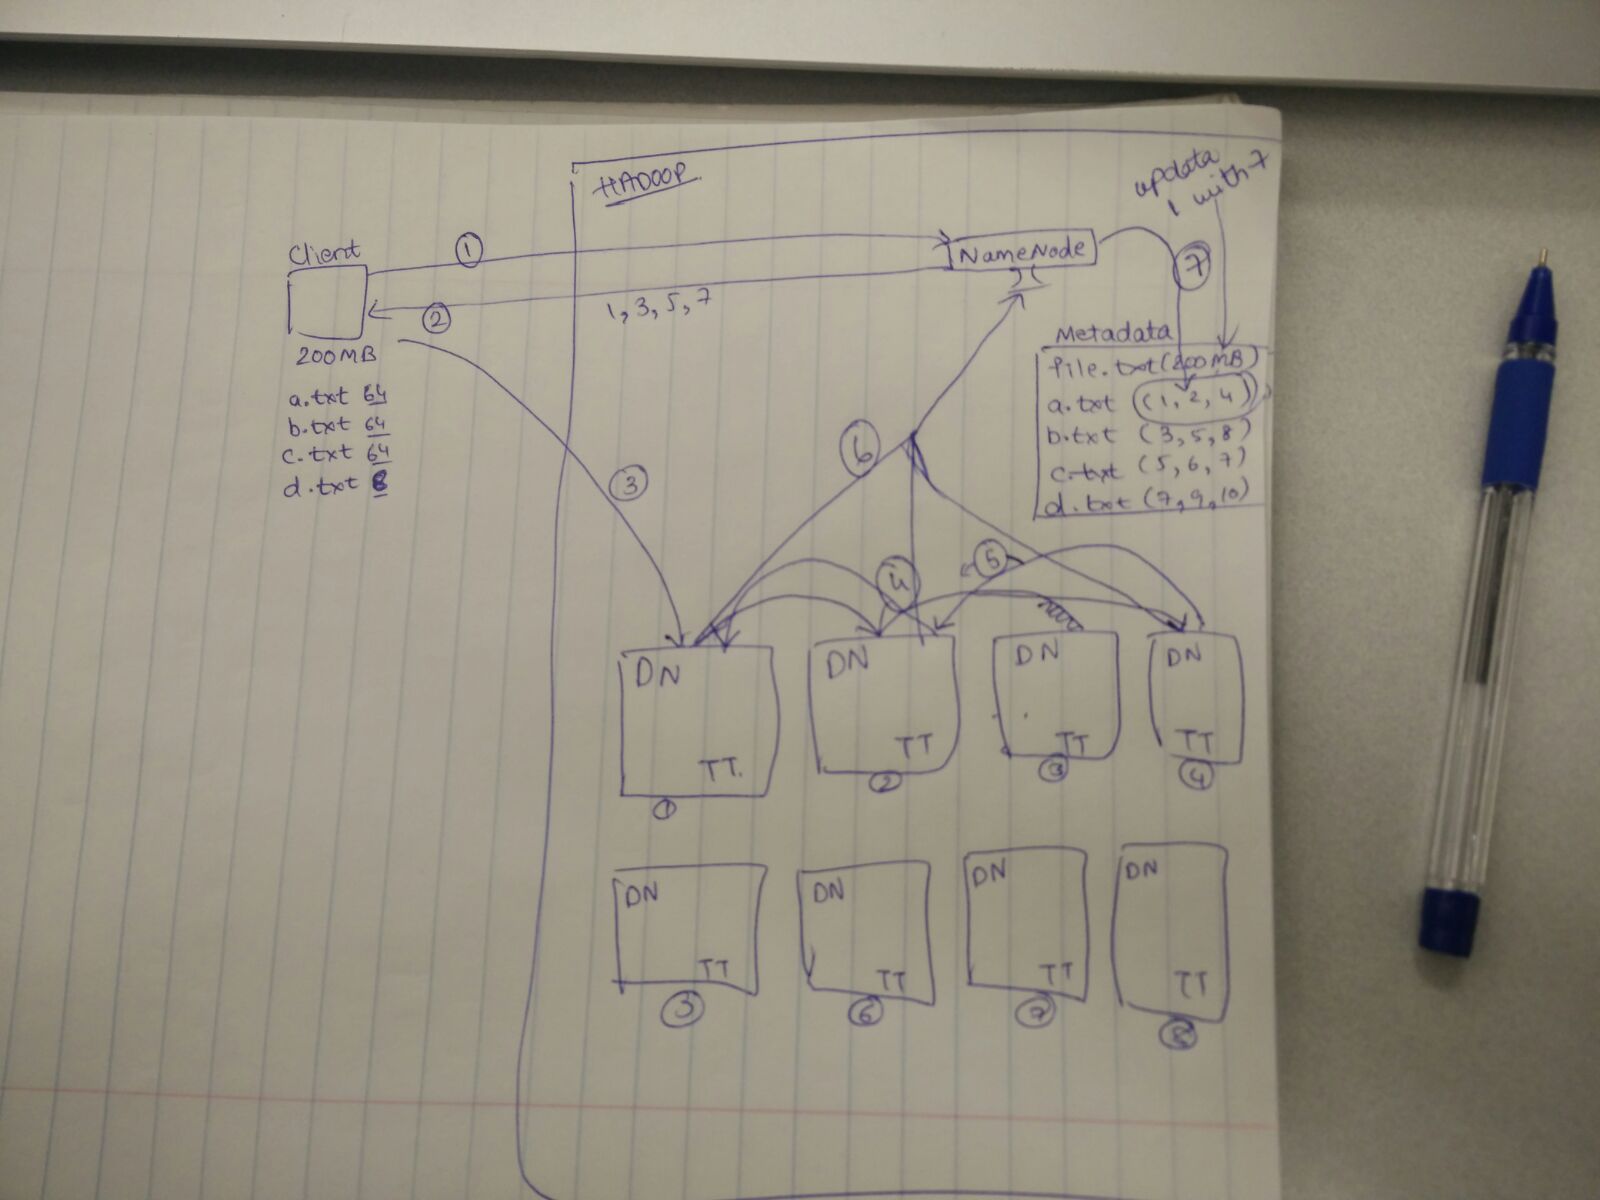 HADOOP
updata
1 with 7
Client
①
NameNode
⑦
②
1, 3, 5, 7
200MB
Metadata
file.txt (200MB)
a.txt (1, 2, 4)
b.txt (3, 5, 8)
c.txt (5, 6, 7)
d.txt (7, 9, 10)
a.txt 64
b.txt 64
c.txt 64
d.txt 8
⑥
③
④
⑤
DN
TT.
①
DN
TT
②
DN
TT
③
DN
TT
④
DN
TT
⑤
DN
TT
⑥
DN
TT
⑦
DN
TT
⑧